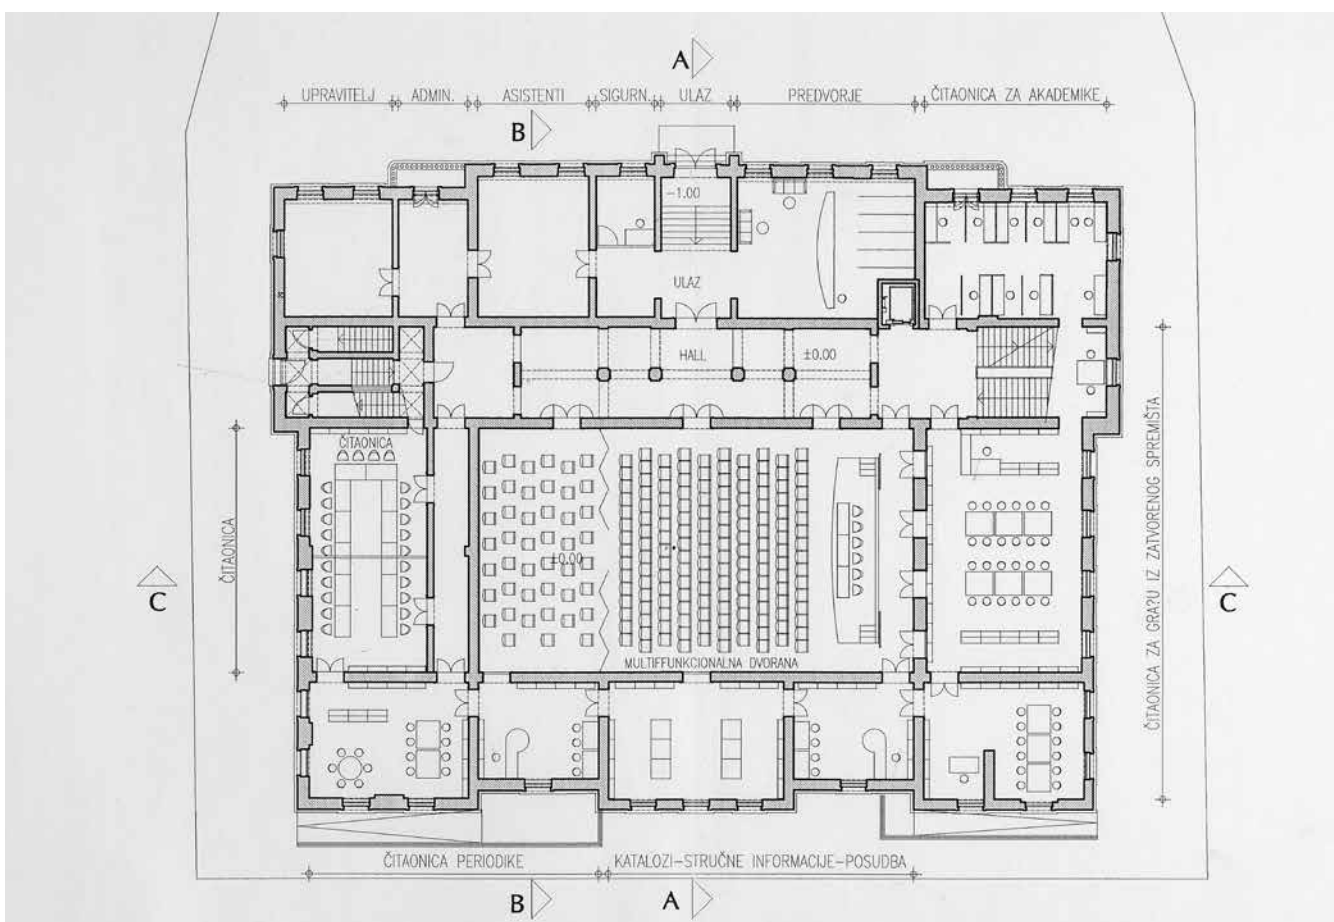 A
UPRAVITELJ
ADMIN.
ASISTENTI
SIGURN.
ULAZ
PREDVORJE
ČITAONICA ZA AKADEMIKE
B
-1.00
ULAZ
HALL
±0.00
ČITAONICA
ČITAONICA
±0.00
ČITAONICA ZA GRA?U IZ ZATVORENOG SPREMIŠTA
C
C
MULTIFFUNKCIONALNA DVORANA
ČITAONICA PERIODIKE
KATALOZI-STRUČNE INFORMACIJE-POSUDBA
B
A